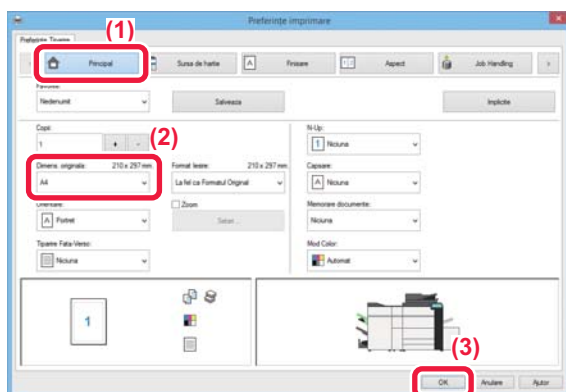 Preferințe imprimare
Preferințe Tiparire
(1)
Principal
Sursa de hartie
A
Finisare
Aspect
Job Handling
Favorite:
Nedenumit
Salveaza
Implicite
Copii:
1
+
-
(2)
N-Up:
1 Niciuna
Dimens. originala:
210 x 297 mm.
A4
Format Iesire:
210 x 297 mm.
La fel ca Formatul Original
Capsare:
A Niciuna
Orientare:
A Portret
Zoom
Setari...
Memorare documente:
Niciuna
Tiparire Fata-Verso:
Niciuna
Mod Color:
Automat
1
(3)
OK
Anulare
Ajutor